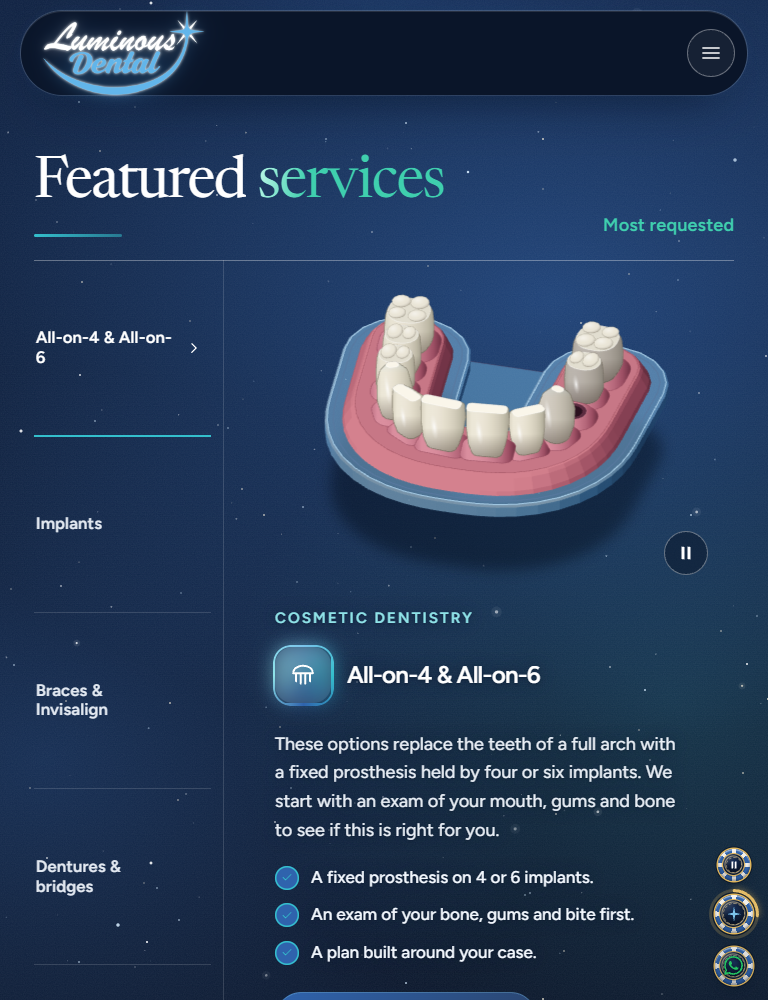 Luminous
Dental
Featured services
Most requested
All-on-4 & All-on-
6
Implants
Braces &
Invisalign
Dentures &
bridges
COSMETIC DENTISTRY
All-on-4 & All-on-6
These options replace the teeth of a full arch with
a fixed prosthesis held by four or six implants. We
start with an exam of your mouth, gums and bone
to see if this is right for you.
A fixed prosthesis on 4 or 6 implants.
An exam of your bone, gums and bite first.
A plan built around your case.